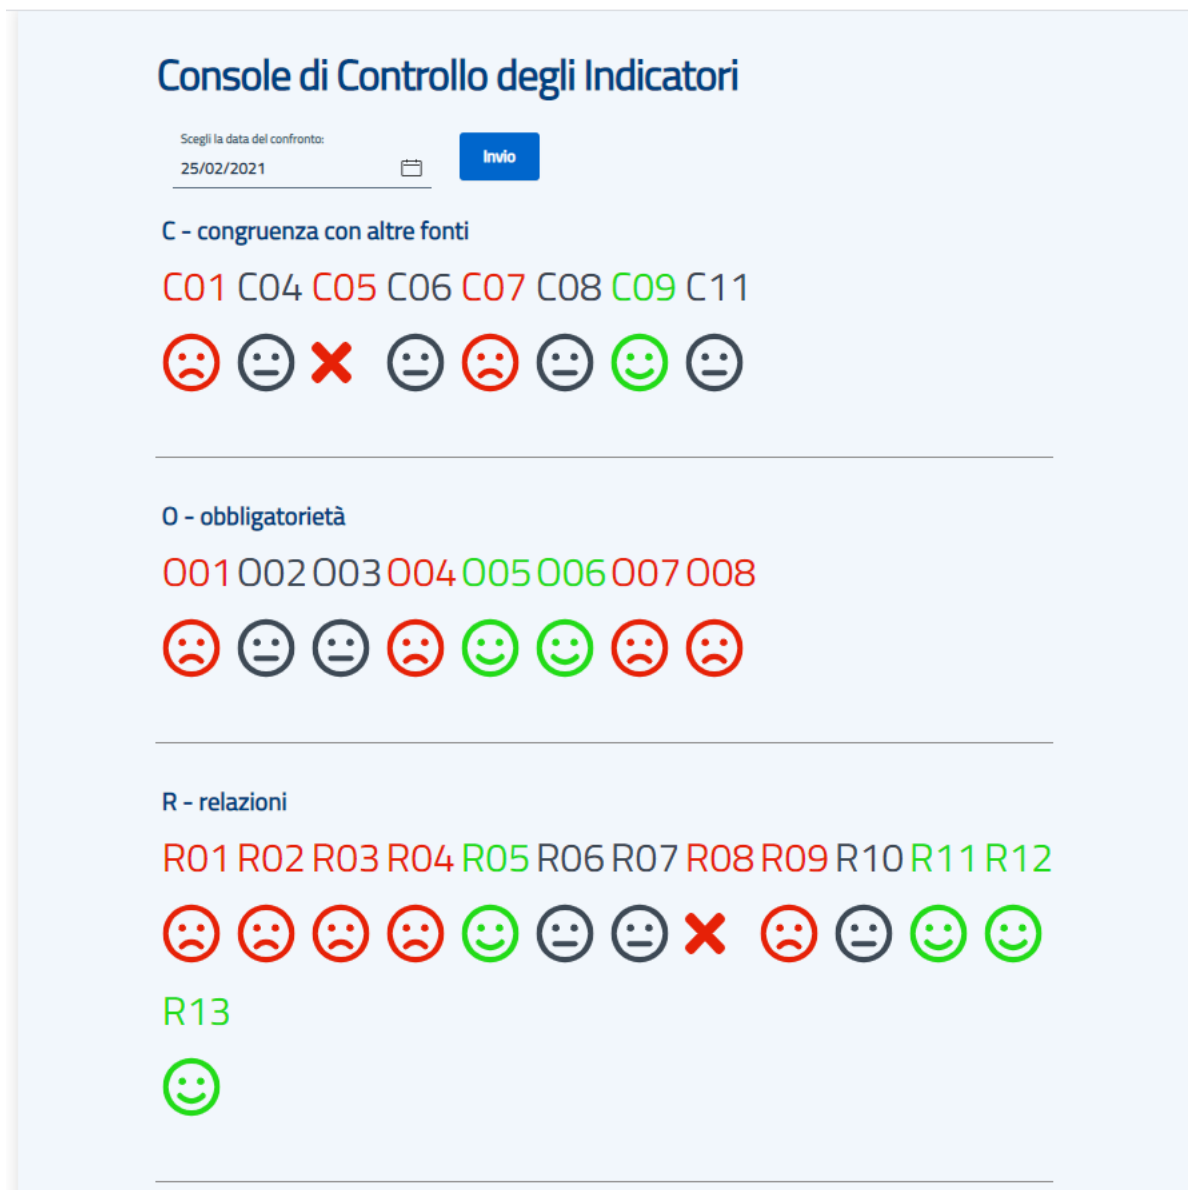 Console di Controllo degli Indicatori
Scegli la data del confronto:
25/02/2021
Invio
C - congruenza con altre fonti
C01 C04 C05 C06 C07 C08 C09 C11
O - obbligatorietà
O01 O02 O03 O04 O05 O06 O07 O08
R - relazioni
R01 R02 R03 R04 R05 R06 R07 R08 R09 R10 R11 R12
R13